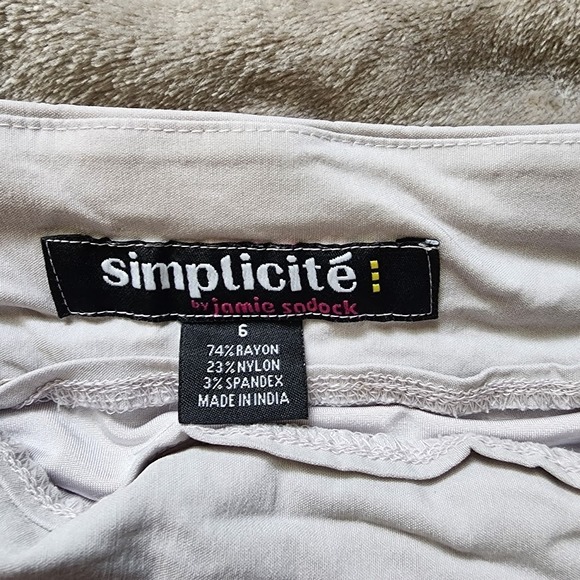 simplicité
by jamie sadock
6
74%RAYON
23%NYLON
3% SPANDEX
MADE IN INDIA